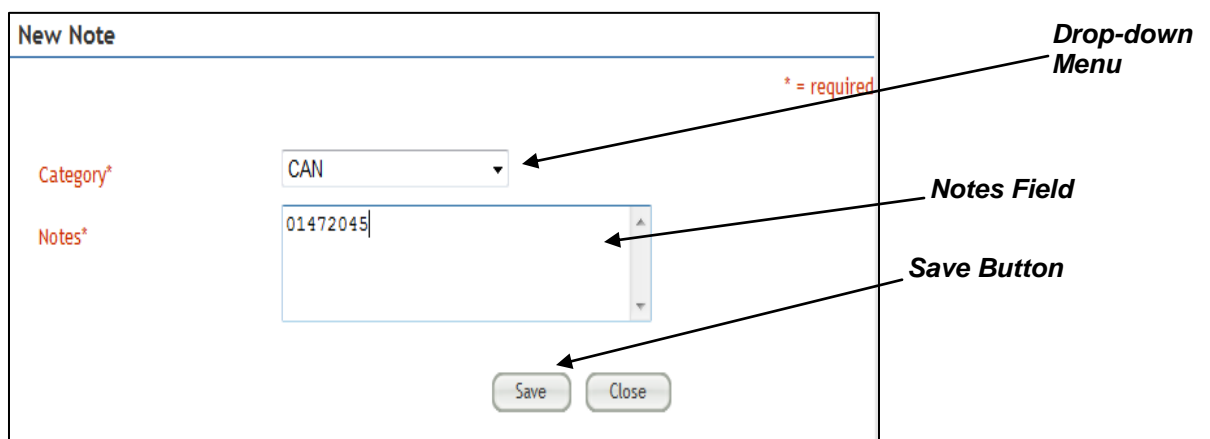 New Note
Drop-down
Menu
* = required
Category*
CAN
Notes Field
Notes*
01472045
Save Button
Save
Close